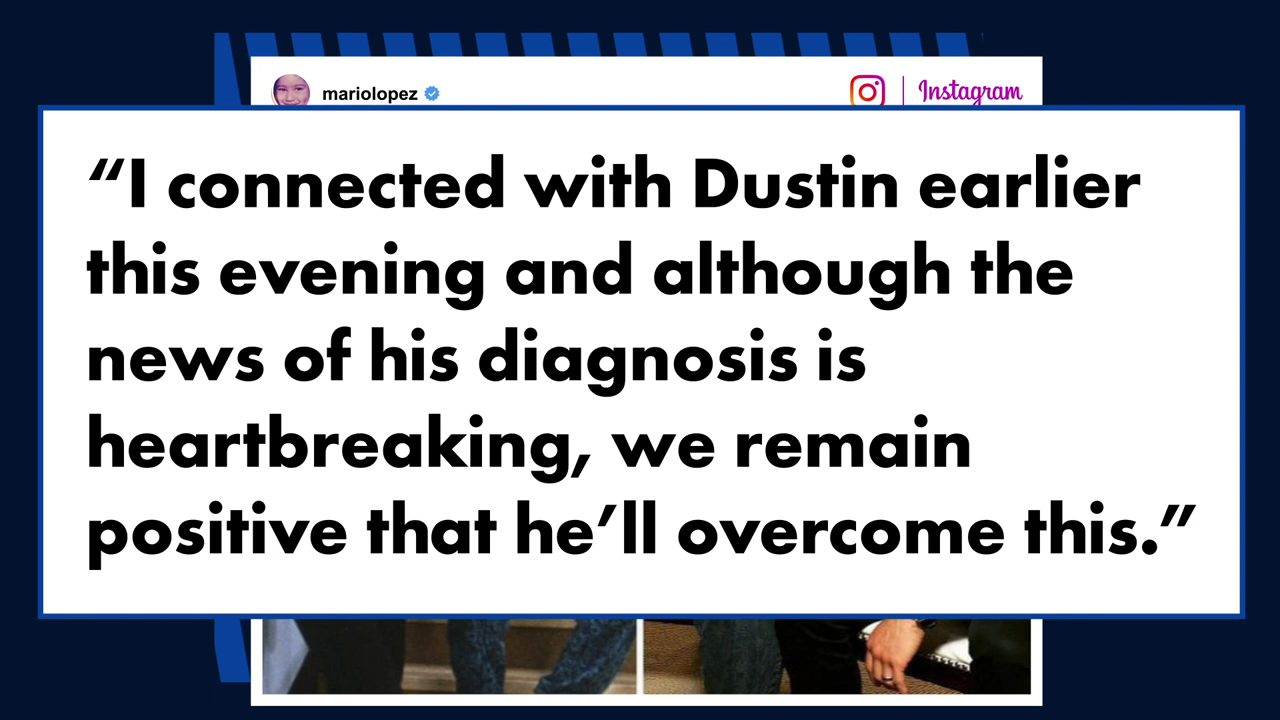 mariolopez
Instagram
“I connected with Dustin earlier
this evening and although the
news of his diagnosis is
heartbreaking, we remain
positive that he’ll overcome this.”